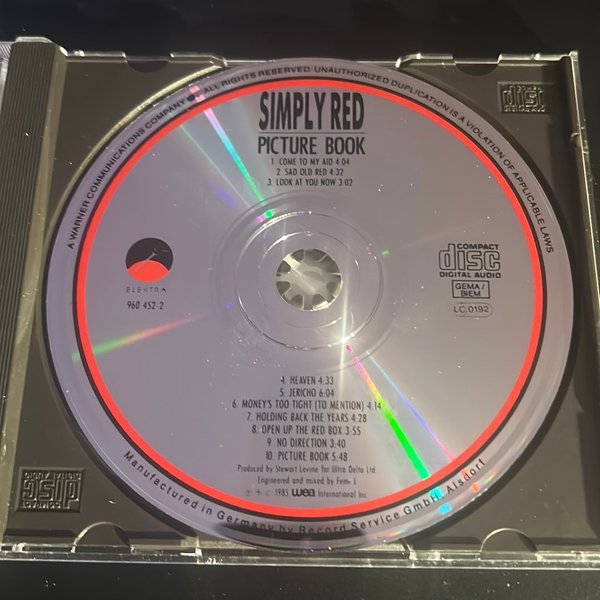 A WARNER COMMUNICATIONS COMPANY ALL RIGHTS RESERVED. UNAUTHORIZED DUPLICATION IS A VIOLATION OF APPLICABLE LAWS
SIMPLY RED
PICTURE BOOK
1. COME TO MY AID 4:04
2. SAD OLD RED 4:32
3. LOOK AT YOU NOW 3:02
ELEKTRA
960 452-2
COMPACT
disc
DIGITAL AUDIO
GEMA/
BIEM
LC 0192
4. HEAVEN 4:33
5. JERICHO 6:04
6. MONEY'S TOO TIGHT (TO MENTION) 4:14
7. HOLDING BACK THE YEARS 4:28
8. OPEN UP THE RED BOX 3:55
9. NO DIRECTION 3:40
10. PICTURE BOOK 5:48
Produced by Stewart Levine for Ultra Delta Ltd
Engineered and mixed by Femi J.
℗ + © 1985 wea International Inc
Manufactured in Germany by Record Service GmbH, Alsdorf
disc
disc